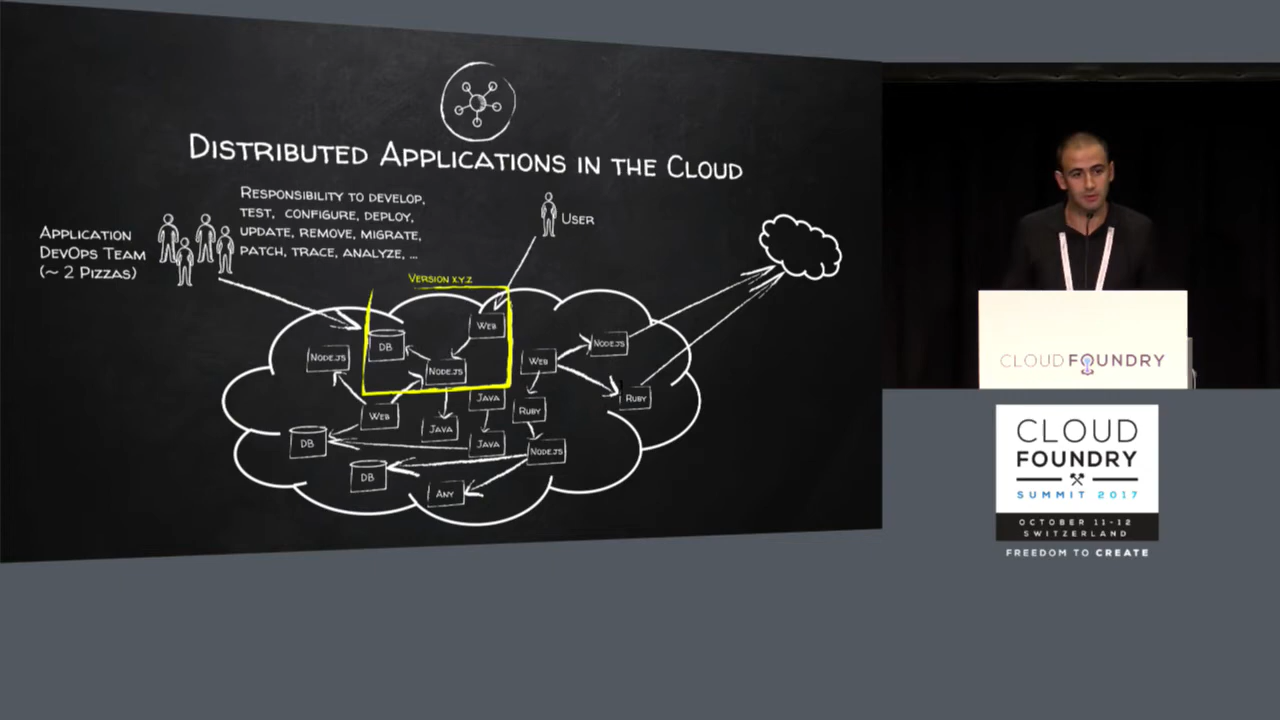 DISTRIBUTED APPLICATIONS IN THE CLOUD
RESPONSIBILITY TO DEVELOP,
TEST, CONFIGURE, DEPLOY,
UPDATE, REMOVE, MIGRATE,
PATCH, TRACE, ANALYZE, ...
APPLICATION
DEVOPS TEAM
(~ 2 PIZZAS)
USER
VERSION X.Y.Z
WEB
DB
NODE.JS
NODE.JS
WEB
NODE.JS
WEB
JAVA
RUBY
RUBY
JAVA
DB
JAVA
NODE.JS
DB
ANY
CLOUD FOUNDRY
CLOUD
FOUNDRY
SUMMIT 2017
OCTOBER 11-12
SWITZERLAND
FREEDOM TO CREATE